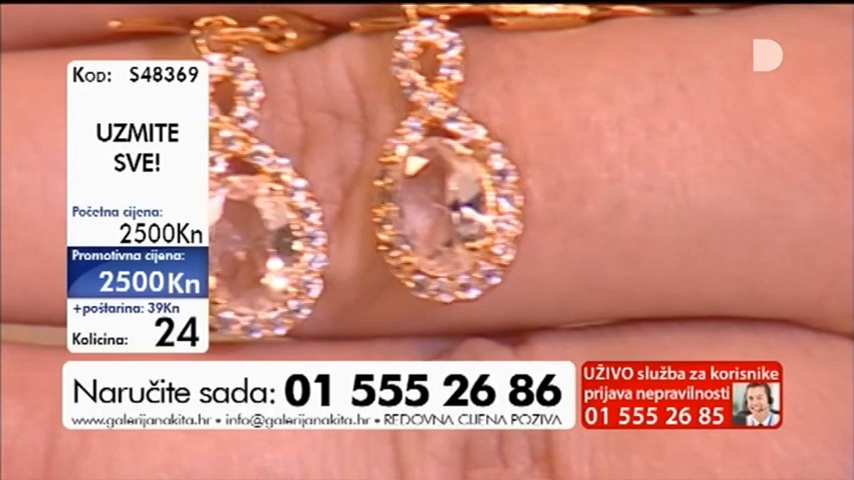 Kod: S48369
UZMITE
SVE!
Početna cijena:
2500Kn
Promotivna cijena:
2500Kn
+poštarina: 39Kn
Kolicina: 24
Naručite sada: 01 555 26 86
www.galerijanakita.hr • info@galerijanakita.hr • REDOVNA CIJENA POZIVA
UŽIVO služba za korisnike
prijava nepravilnosti
01 555 26 85
D